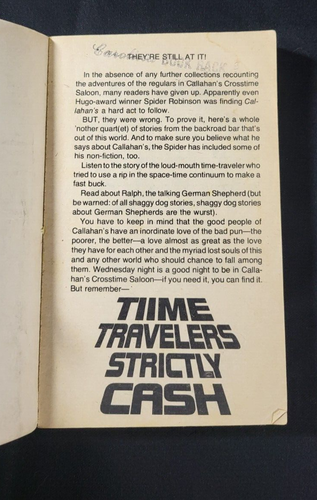 THEY'RE STILL AT IT!
BOOK RACK
In the absence of any further collections recounting
the adventures of the regulars in Callahan's Crosstime
Saloon, many readers have given up. Apparently even
Hugo-award winner Spider Robinson was finding Cal-
lahan's a hard act to follow.
BUT, they were wrong. To prove it, here's a whole
'nother quart(et) of stories from the backroad bar that's
out of this world. And to make sure you believe what he
says about Callahan's, the Spider has included some of
his non-fiction, too.
Listen to the story of the loud-mouth time-traveler who
tried to use a rip in the space-time continuum to make a
fast buck.
Read about Ralph, the talking German Shepherd (but
be warned: of all shaggy dog stories, shaggy dog stories
about German Shepherds are the wurst).
You have to keep in mind that the good people of
Callahan's have an inordinate love of the bad pun—the
poorer, the better—a love almost as great as the love
they have for each other and the myriad lost souls of this
and any other world who should chance to fall among
them. Wednesday night is a good night to be in Calla-
han's Crosstime Saloon—if you need it, you can find it.
But remember—
TIIME
TRAVELERS
STRICTLY
CASH